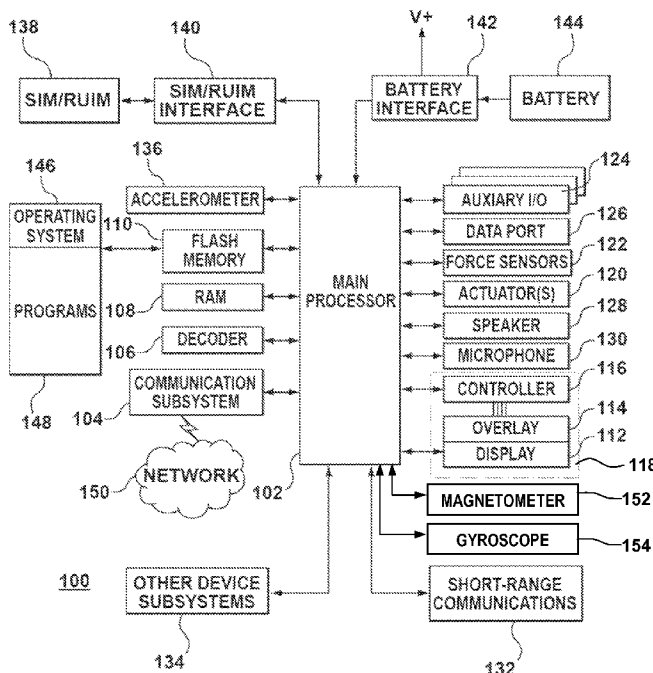 V+
138
140
142
144
SIM/RUIM
SIM/RUIM
INTERFACE
BATTERY
INTERFACE
BATTERY
136
146
124
ACCELEROMETER
AUXIARY I/O
OPERATING
SYSTEM
110
126
FLASH
MEMORY
DATA PORT
122
FORCE SENSORS
MAIN
PROCESSOR
120
PROGRAMS
RAM
ACTUATOR(S)
108
128
SPEAKER
106
DECODER
130
MICROPHONE
COMMUNICATION
SUBSYSTEM
116
CONTROLLER
104
148
114
OVERLAY
112
DISPLAY
NETWORK
150
102
118
MAGNETOMETER
152
GYROSCOPE
154
100
OTHER DEVICE
SUBSYSTEMS
SHORT-RANGE
COMMUNICATIONS
134
132